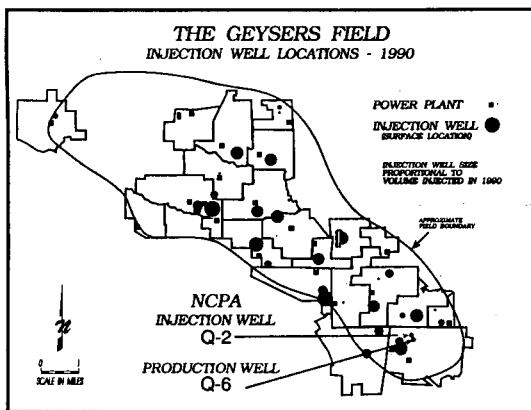 THE GEYSERS FIELD
INJECTION WELL LOCATIONS - 1990
POWER PLANT
INJECTION WELL
(SURFACE LOCATION)
INJECTION WELL SIZE
PROPORTIONAL TO
VOLUME INJECTED IN 1990
APPROXIMATE
FIELD BOUNDARY
NCPA
INJECTION WELL
Q-2
PRODUCTION WELL
Q-6
N
0 1
SCALE IN MILES